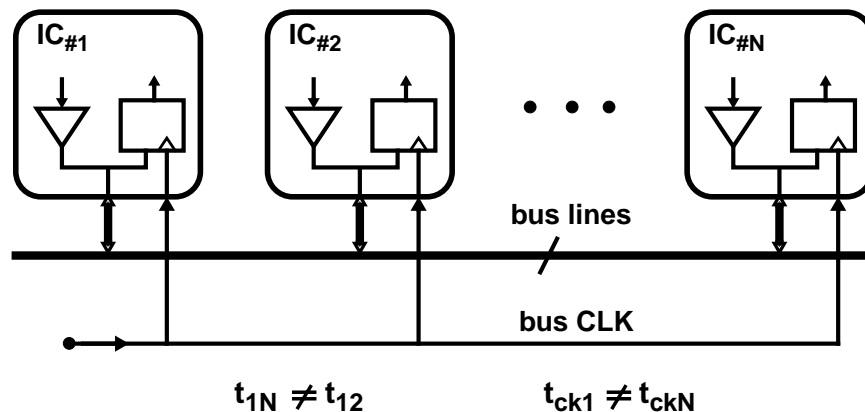 IC#1
IC#2
IC#N
bus lines
bus CLK
t1N ≠ t12
tck1 ≠ tckN